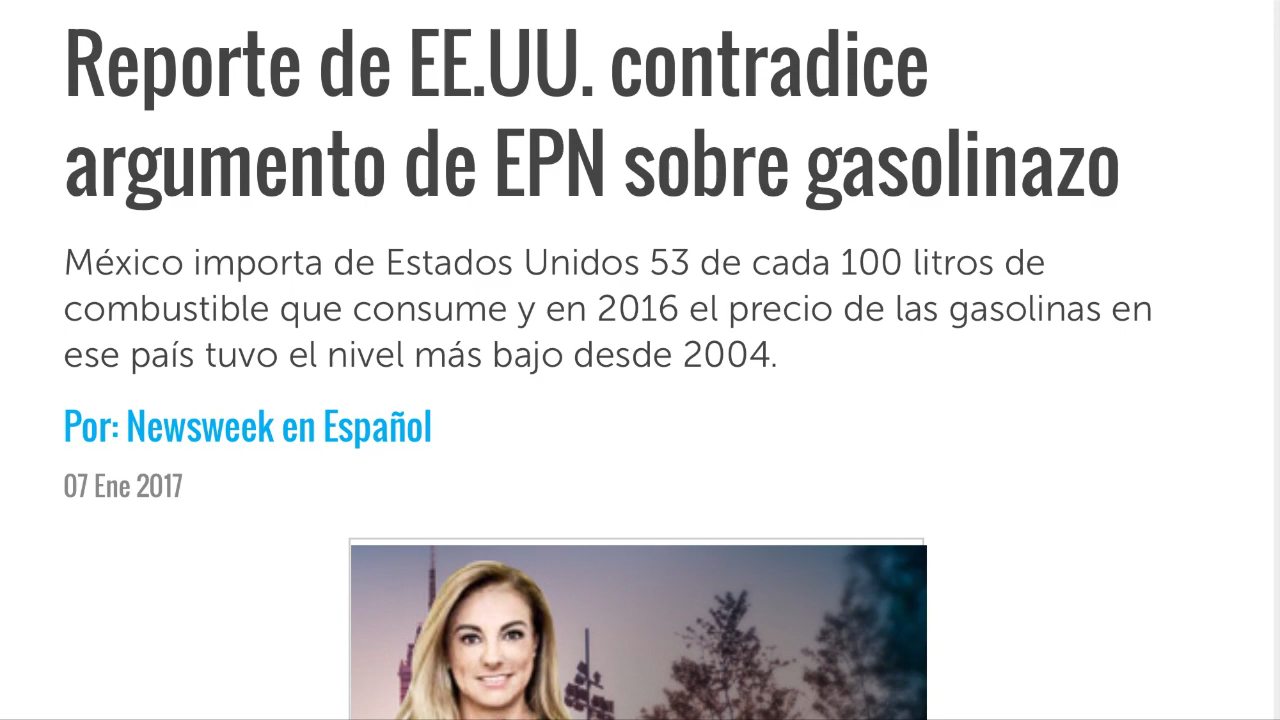 Reporte de EE.UU. contradice
argumento de EPN sobre gasolinazo
México importa de Estados Unidos 53 de cada 100 litros de
combustible que consume y en 2016 el precio de las gasolinas en
ese país tuvo el nivel más bajo desde 2004.
Por: Newsweek en Español
07 Ene 2017